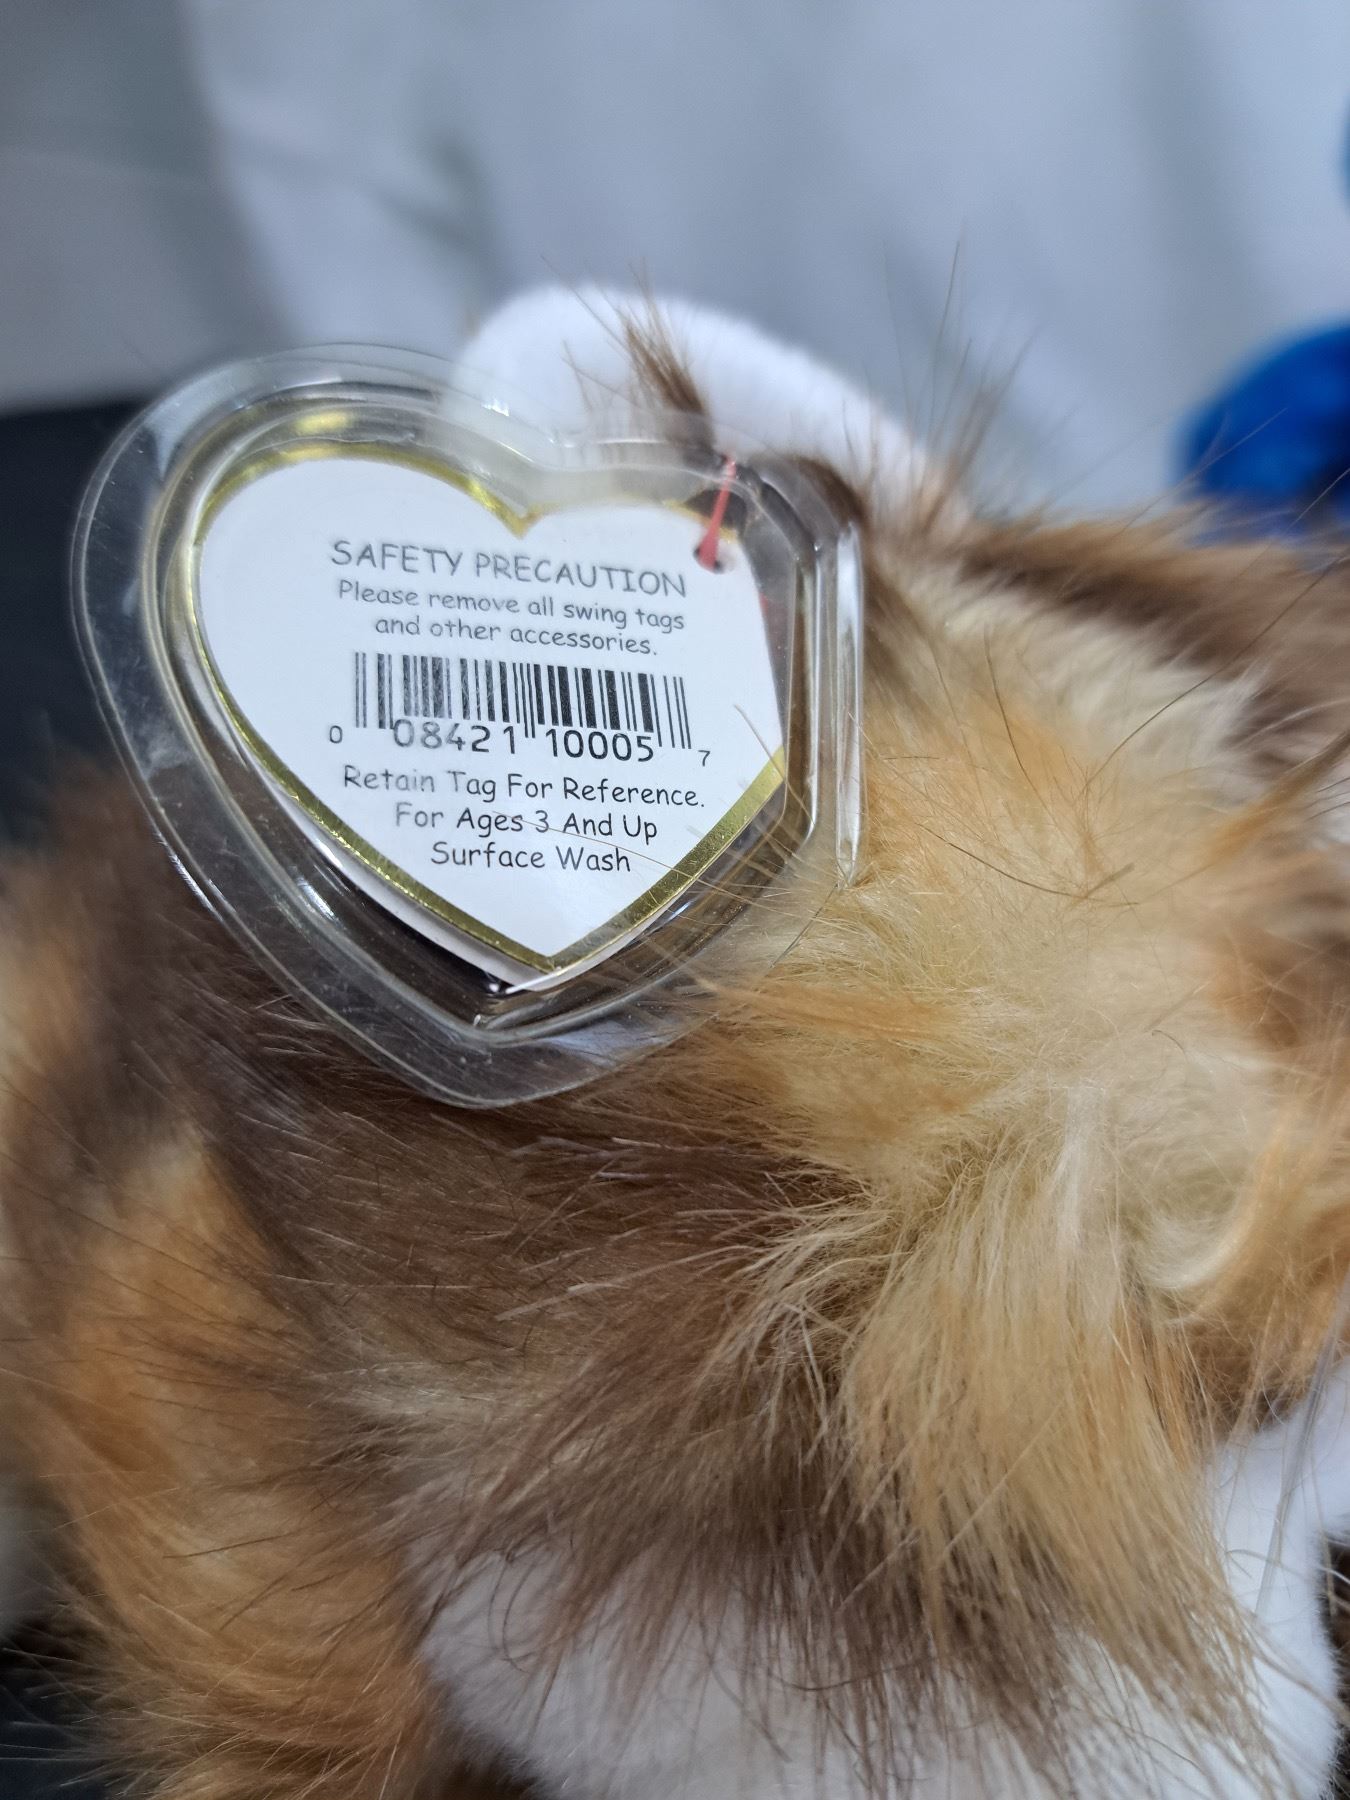 SAFETY PRECAUTION
Please remove all swing tags
and other accessories.
0 08421 10005 7
Retain Tag For Reference.
For Ages 3 And Up
Surface Wash